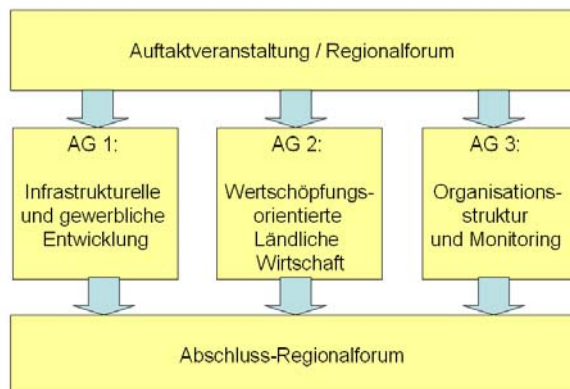 Auftaktveranstaltung / Regionalforum
AG 1:
Infrastrukturelle
und gewerbliche
Entwicklung
AG 2:
Wertschöpfungs-
orientierte
Ländliche
Wirtschaft
AG 3:
Organisations-
struktur
und Monitoring
Abschluss-Regionalforum